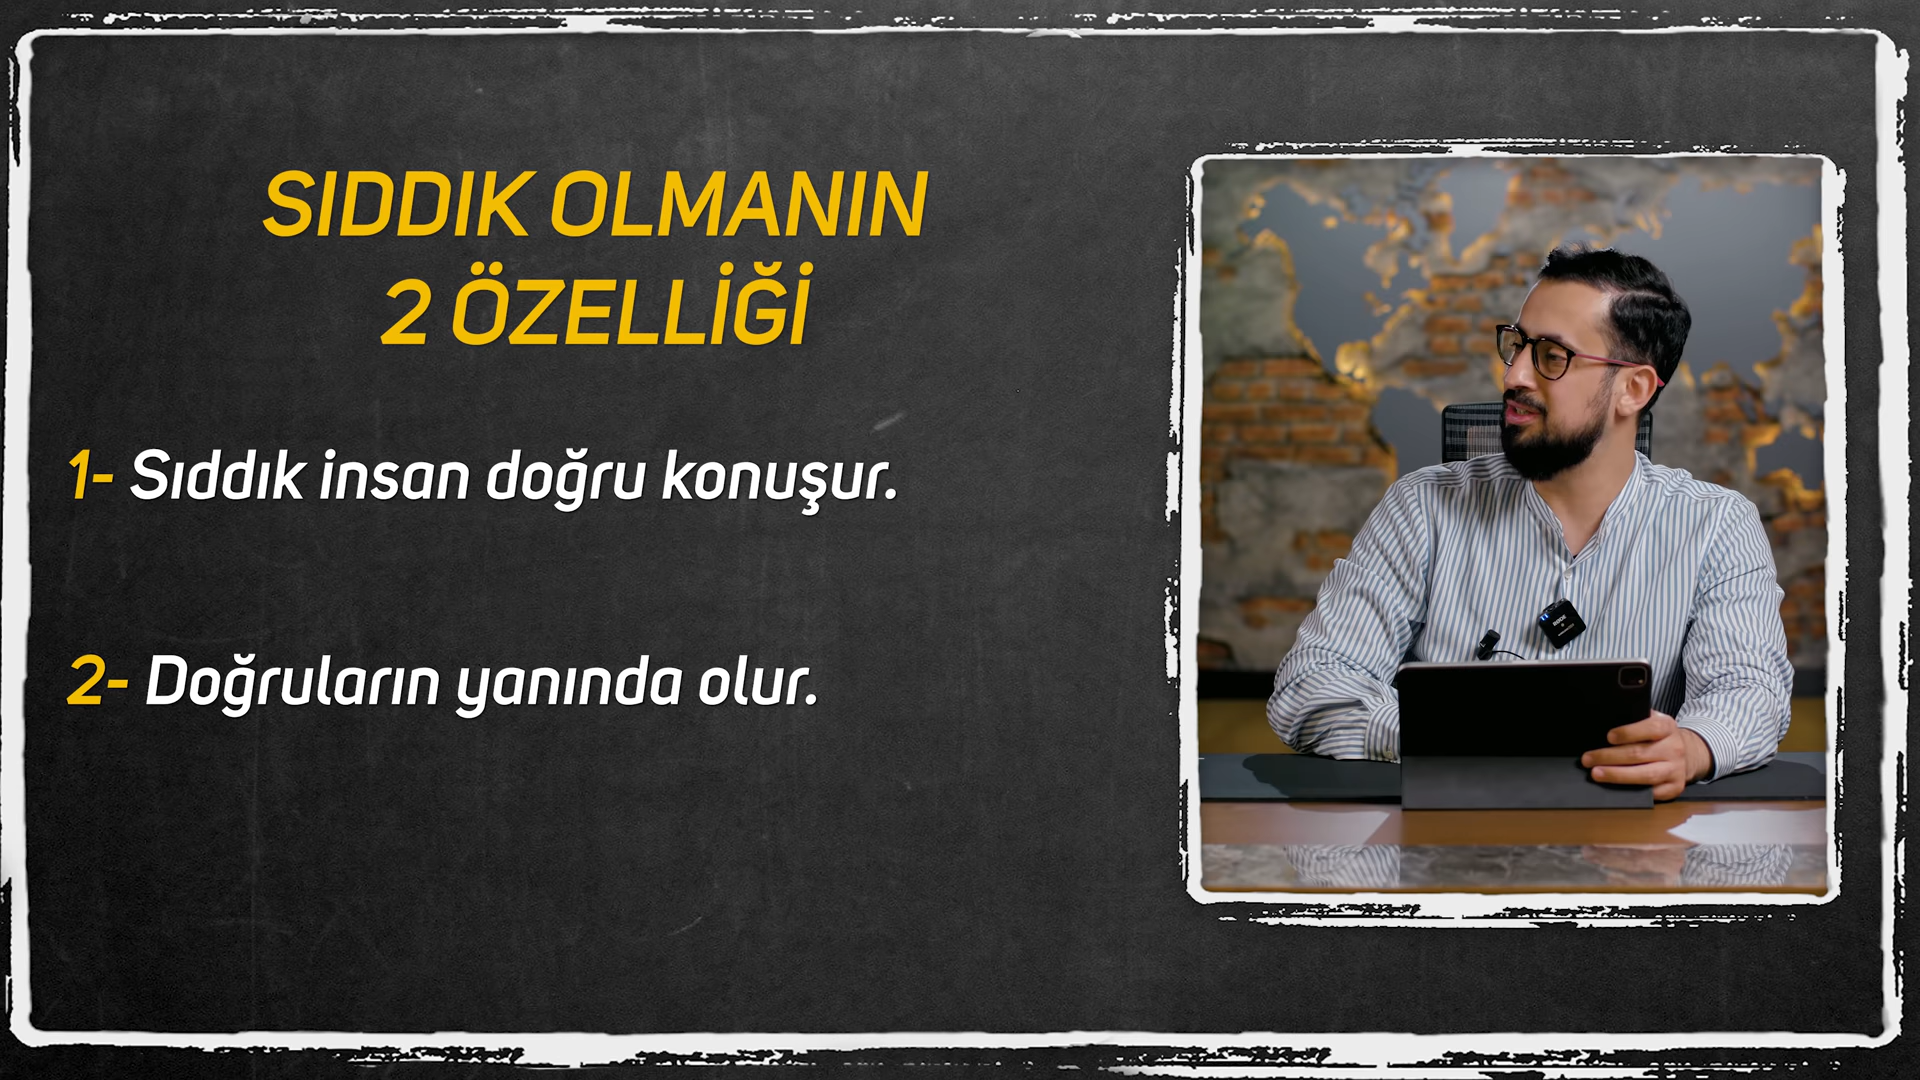 SIDDIK OLMANIN
2 ÖZELLİĞİ
1- Sıddık insan doğru konuşur.
2- Doğruların yanında olur.